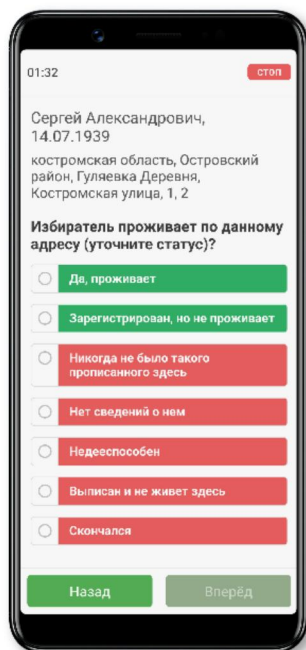 01:32
стоп
Сергей Александрович,
14.07.1939
костромская область, Островский
район, Гуляевка Деревня,
Костромская улица, 1, 2
Избиратель проживает по данному
адресу (уточните статус)?
Да, проживает
Зарегистрирован, но не проживает
Никогда не было такого
прописанного здесь
Нет сведений о нем
Недееспособен
Выписан и не живет здесь
Скончался
Назад
Вперёд